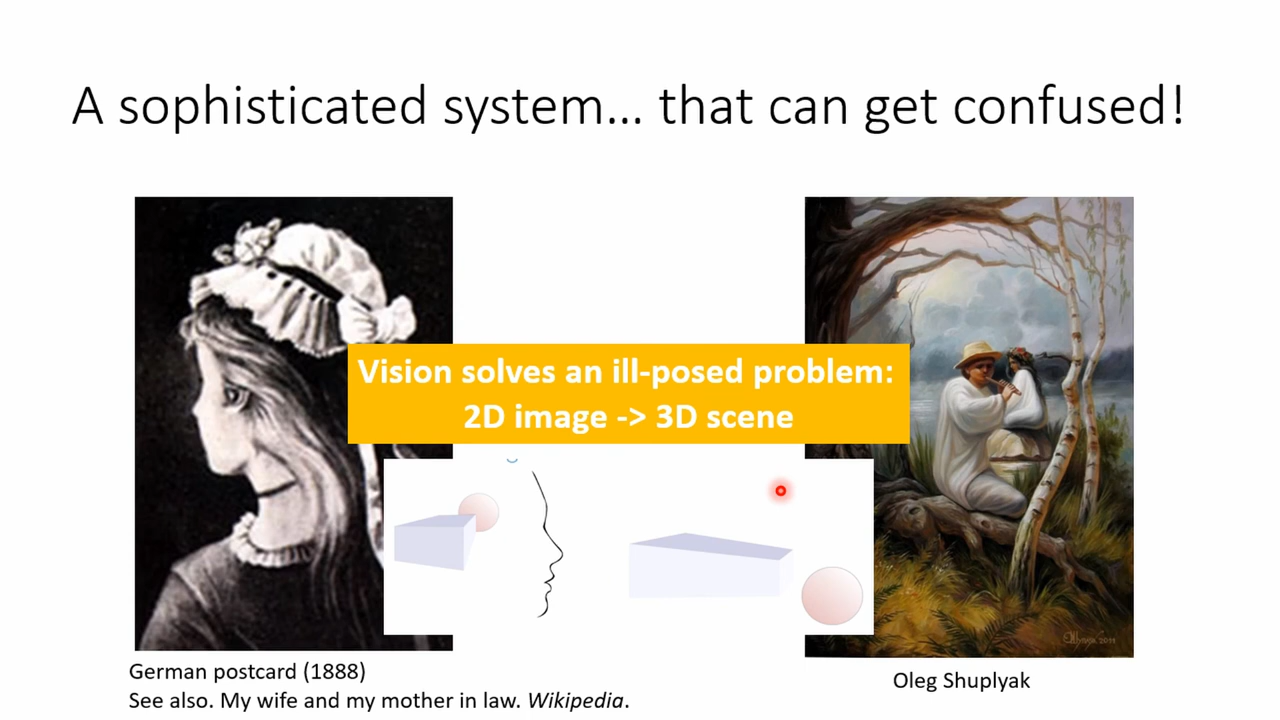 A sophisticated system... that can get confused!
Vision solves an ill-posed problem:
2D image -> 3D scene
German postcard (1888)
See also. My wife and my mother in law. Wikipedia.
Oleg Shuplyak